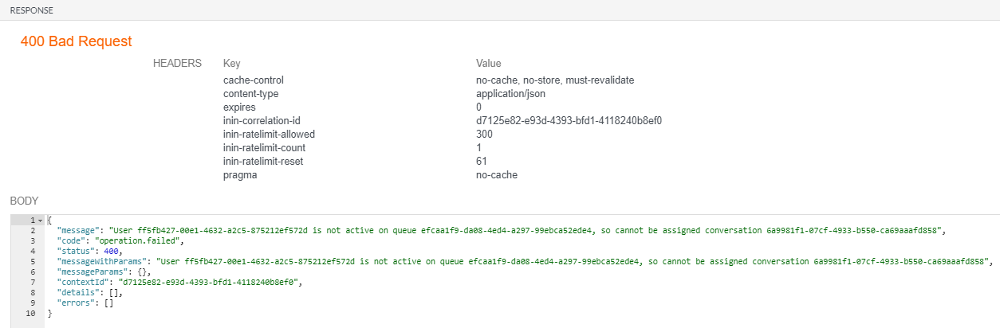 RESPONSE
400 Bad Request
HEADERS Key Value
cache-control no-cache, no-store, must-revalidate
content-type application/json
expires 0
inin-correlation-id d7125e82-e93d-4393-bfd1-4118240b8ef0
inin-ratelimit-allowed 300
inin-ratelimit-count 1
inin-ratelimit-reset 61
pragma no-cache
BODY
1 {
2 "message": "User ff5fb427-00e1-4632-a2c5-875212ef572d is not active on queue efcaa1f9-da08-4ed4-a297-99ebca52ede4, so cannot be assigned conversation 6a9981f1-07cf-4933-b550-ca69aaafd858",
3 "code": "operation.failed",
4 "status": 400,
5 "messageWithParams": "User ff5fb427-00e1-4632-a2c5-875212ef572d is not active on queue efcaa1f9-da08-4ed4-a297-99ebca52ede4, so cannot be assigned conversation 6a9981f1-07cf-4933-b550-ca69aaafd858",
6 "messageParams": {},
7 "contextId": "d7125e82-e93d-4393-bfd1-4118240b8ef0",
8 "details": [],
9 "errors": []
10 }